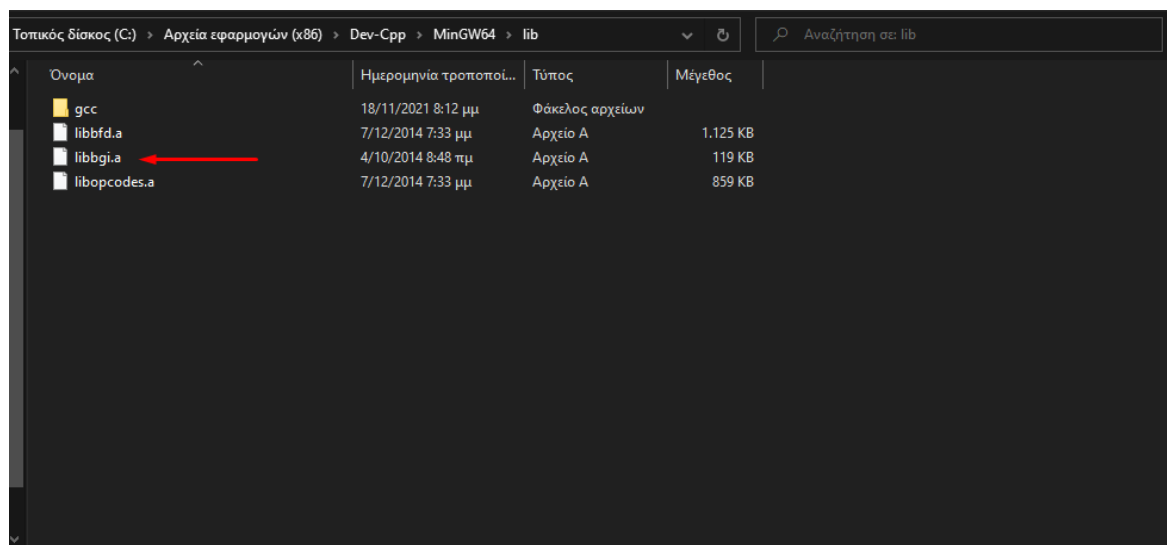 Τοπικός δίσκος (C:) › Αρχεία εφαρμογών (x86) › Dev-Cpp › MinGW64 › lib Αναζήτηση σε: lib
Όνομα Ημερομηνία τροποποί... Τύπος Μέγεθος
gcc 18/11/2021 8:12 μμ Φάκελος αρχείων
libbfd.a 7/12/2014 7:33 μμ Αρχείο A 1.125 KB
libbgi.a 4/10/2014 8:48 πμ Αρχείο A 119 KB
libopcodes.a 7/12/2014 7:33 μμ Αρχείο A 859 KB